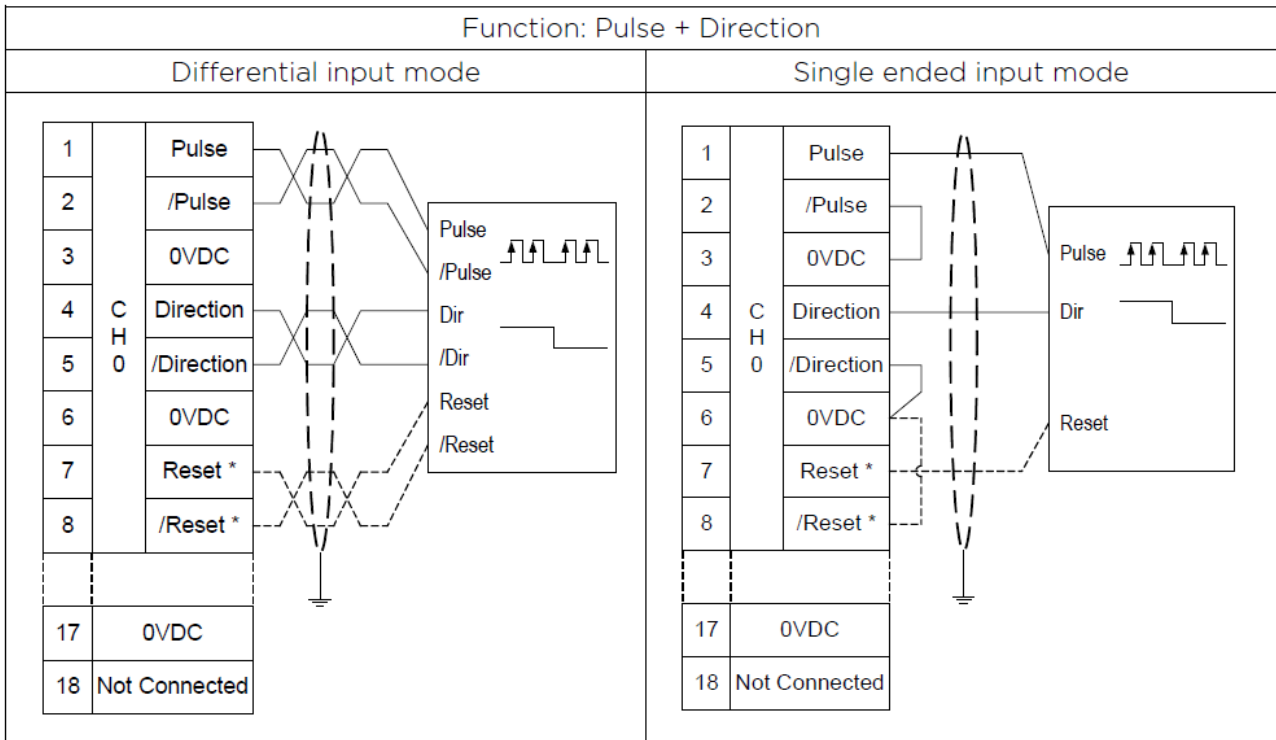 Function: Pulse + Direction
Differential input mode
1 Pulse
2 /Pulse
3 0VDC
4 Direction
5 /Direction
6 0VDC
7 Reset *
8 /Reset *
CH0
17 0VDC
18 Not Connected
Pulse
/Pulse
Dir
/Dir
Reset
/Reset
Single ended input mode
1 Pulse
2 /Pulse
3 0VDC
4 Direction
5 /Direction
6 0VDC
7 Reset *
8 /Reset *
CH0
17 0VDC
18 Not Connected
Pulse
Dir
Reset